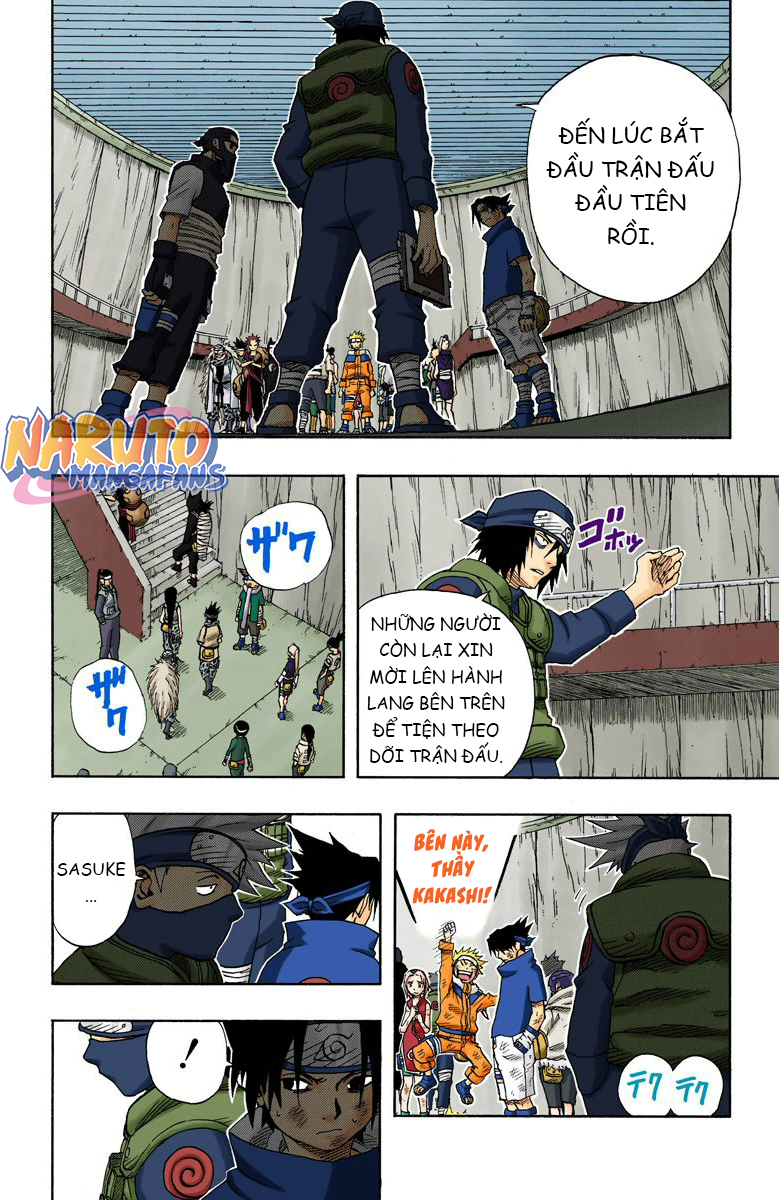 ĐẾN LÚC BẮT
ĐẦU TRẬN ĐẤU
ĐẦU TIÊN
RỒI.
NARUTO
MANGAFANS
ザワ
ザワ
ゴホッ
NHỮNG NGƯỜI
CÒN LẠI XIN
MỜI LÊN HÀNH
LANG BÊN TRÊN
ĐỂ TIỆN THEO
DÕI TRẬN ĐẤU.
SASUKE
...
BÊN NÀY,
THẦY
KAKASHI!
テク テク
!